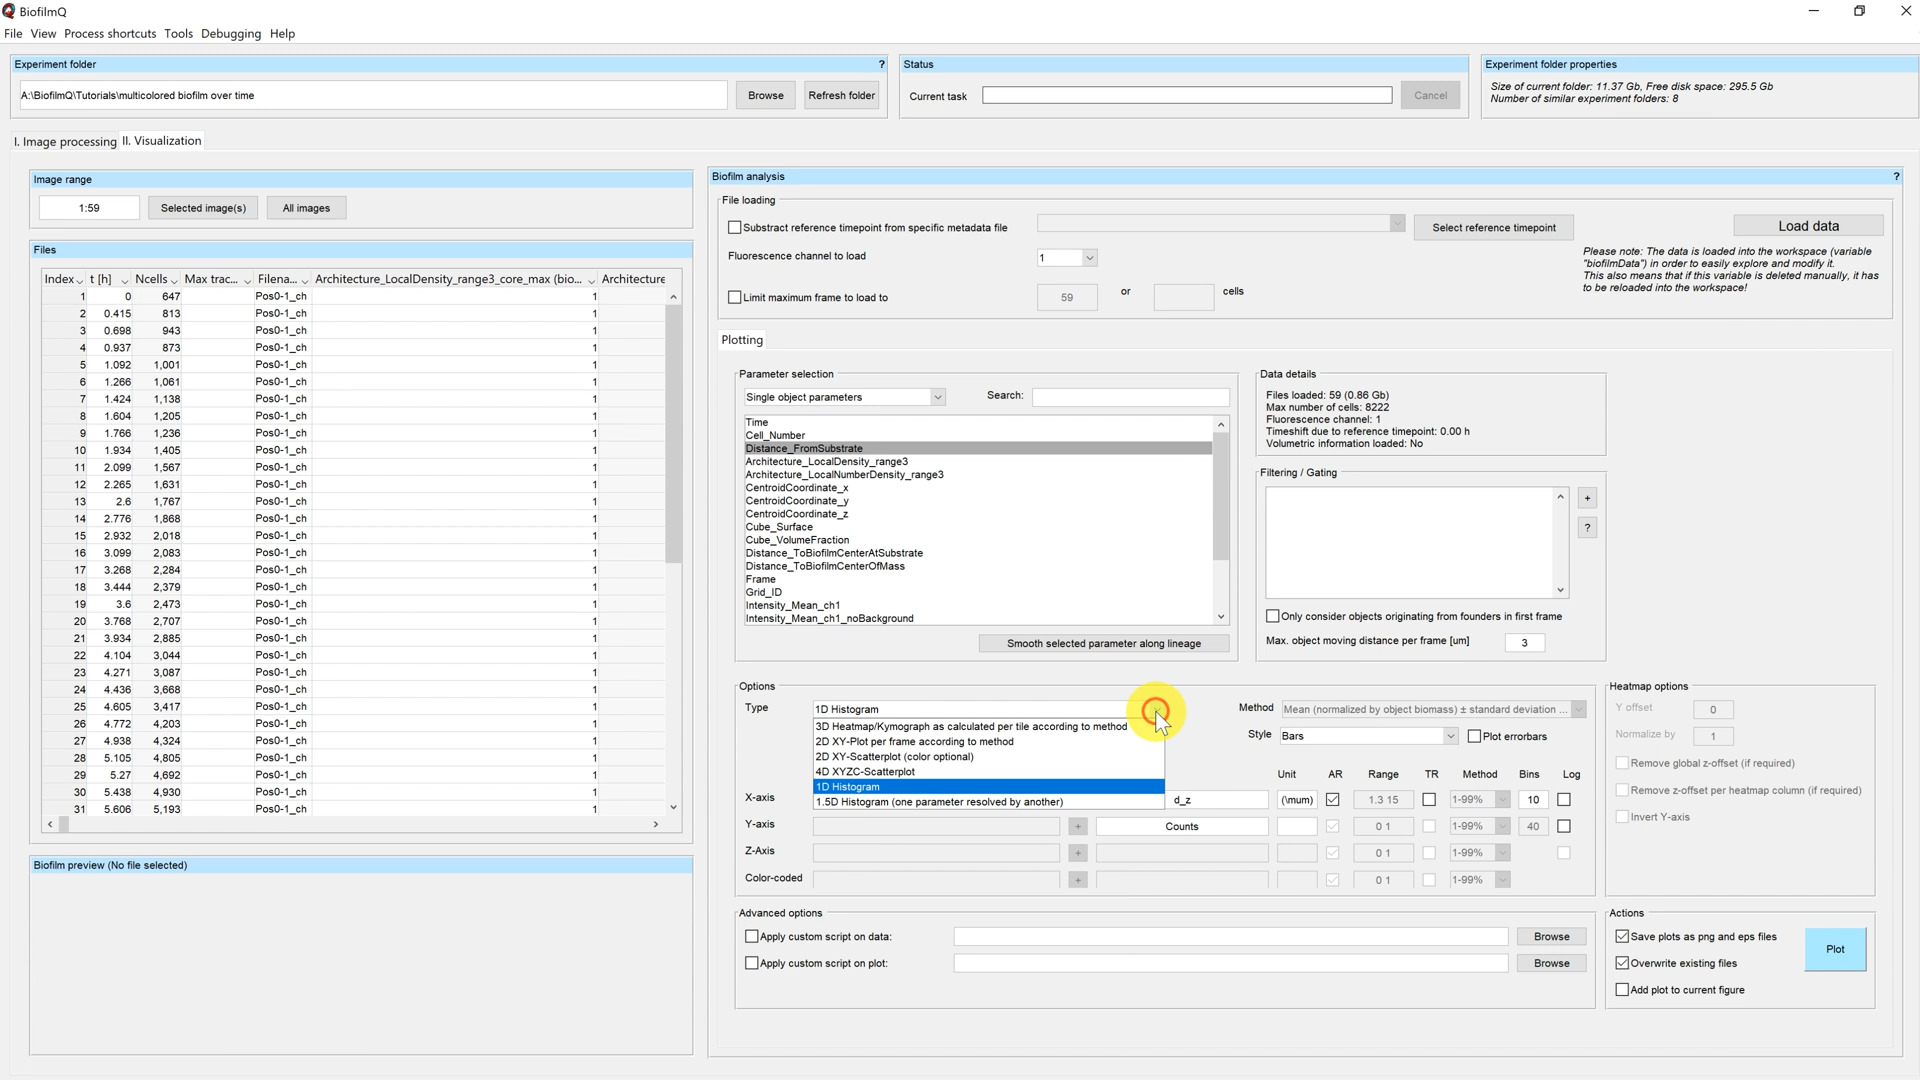 BiofilmQ
File View Process shortcuts Tools Debugging Help
Experiment folder ?
A:\BiofilmQ\Tutorials\multicolored biofilm over time Browse Refresh folder
Status
Current task Cancel
Experiment folder properties
Size of current folder: 11.37 Gb, Free disk space: 295.5 Gb
Number of similar experiment folders: 8
I. Image processing II. Visualization
Image range
1:59 Selected image(s) All images
Files
Index t [h] Ncells Max trac... Filena... Architecture_LocalDensity_range3_core_max (bio... Architecture
1 0 647 Pos0-1_ch 1
2 0.415 813 Pos0-1_ch 1
3 0.698 943 Pos0-1_ch 1
4 0.937 873 Pos0-1_ch 1
5 1.092 1,001 Pos0-1_ch 1
6 1.266 1,061 Pos0-1_ch 1
7 1.424 1,138 Pos0-1_ch 1
8 1.604 1,205 Pos0-1_ch 1
9 1.766 1,236 Pos0-1_ch 1
10 1.934 1,405 Pos0-1_ch 1
11 2.099 1,567 Pos0-1_ch 1
12 2.265 1,631 Pos0-1_ch 1
13 2.6 1,767 Pos0-1_ch 1
14 2.776 1,868 Pos0-1_ch 1
15 2.932 2,018 Pos0-1_ch 1
16 3.099 2,083 Pos0-1_ch 1
17 3.268 2,284 Pos0-1_ch 1
18 3.444 2,379 Pos0-1_ch 1
19 3.6 2,473 Pos0-1_ch 1
20 3.768 2,707 Pos0-1_ch 1
21 3.934 2,885 Pos0-1_ch 1
22 4.104 3,044 Pos0-1_ch 1
23 4.271 3,087 Pos0-1_ch 1
24 4.436 3,668 Pos0-1_ch 1
25 4.605 3,417 Pos0-1_ch 1
26 4.772 4,203 Pos0-1_ch 1
27 4.938 4,324 Pos0-1_ch 1
28 5.105 4,805 Pos0-1_ch 1
29 5.27 4,692 Pos0-1_ch 1
30 5.438 4,930 Pos0-1_ch 1
31 5.606 5,193 Pos0-1_ch 1
Biofilm preview (No file selected)
Biofilm analysis ?
File loading
Substract reference timepoint from specific metadata file Select reference timepoint Load data
Fluorescence channel to load 1
Limit maximum frame to load to 59 or cells
Please note: The data is loaded into the workspace (variable
"biofilmData") in order to easily explore and modify it.
This also means that if this variable is deleted manually, it has
to be reloaded into the workspace!
Plotting
Parameter selection
Single object parameters Search:
Time
Cell_Number
Distance_FromSubstrate
Architecture_LocalDensity_range3
Architecture_LocalNumberDensity_range3
CentroidCoordinate_x
CentroidCoordinate_y
CentroidCoordinate_z
Cube_Surface
Cube_VolumeFraction
Distance_ToBiofilmCenterAtSubstrate
Distance_ToBiofilmCenterOfMass
Frame
Grid_ID
Intensity_Mean_ch1
Intensity_Mean_ch1_noBackground
Smooth selected parameter along lineage
Data details
Files loaded: 59 (0.86 Gb)
Max number of cells: 8222
Fluorescence channel: 1
Timeshift due to reference timepoint: 0.00 h
Volumetric information loaded: No
Filtering / Gating
+
?
Only consider objects originating from founders in first frame
Max. object moving distance per frame [um] 3
Options
Type 1D Histogram
3D Heatmap/Kymograph as calculated per tile according to method
2D XY-Plot per frame according to method
2D XY-Scatterplot (color optional)
4D XYZC-Scatterplot
1D Histogram
1.5D Histogram (one parameter resolved by another)
Method Mean (normalized by object biomass) ± standard deviation ...
Style Bars Plot errorbars
Unit AR Range TR Method Bins Log
X-axis d_z (\mum) 1.3 15 1-99% 10
Y-axis + Counts 0 1 1-99% 40
Z-Axis + 0 1 1-99%
Color-coded + 0 1 1-99%
Heatmap options
Y offset 0
Normalize by 1
Remove global z-offset (if required)
Remove z-offset per heatmap column (if required)
Invert Y-axis
Advanced options
Apply custom script on data: Browse
Apply custom script on plot: Browse
Actions
Save plots as png and eps files
Overwrite existing files
Add plot to current figure
Plot